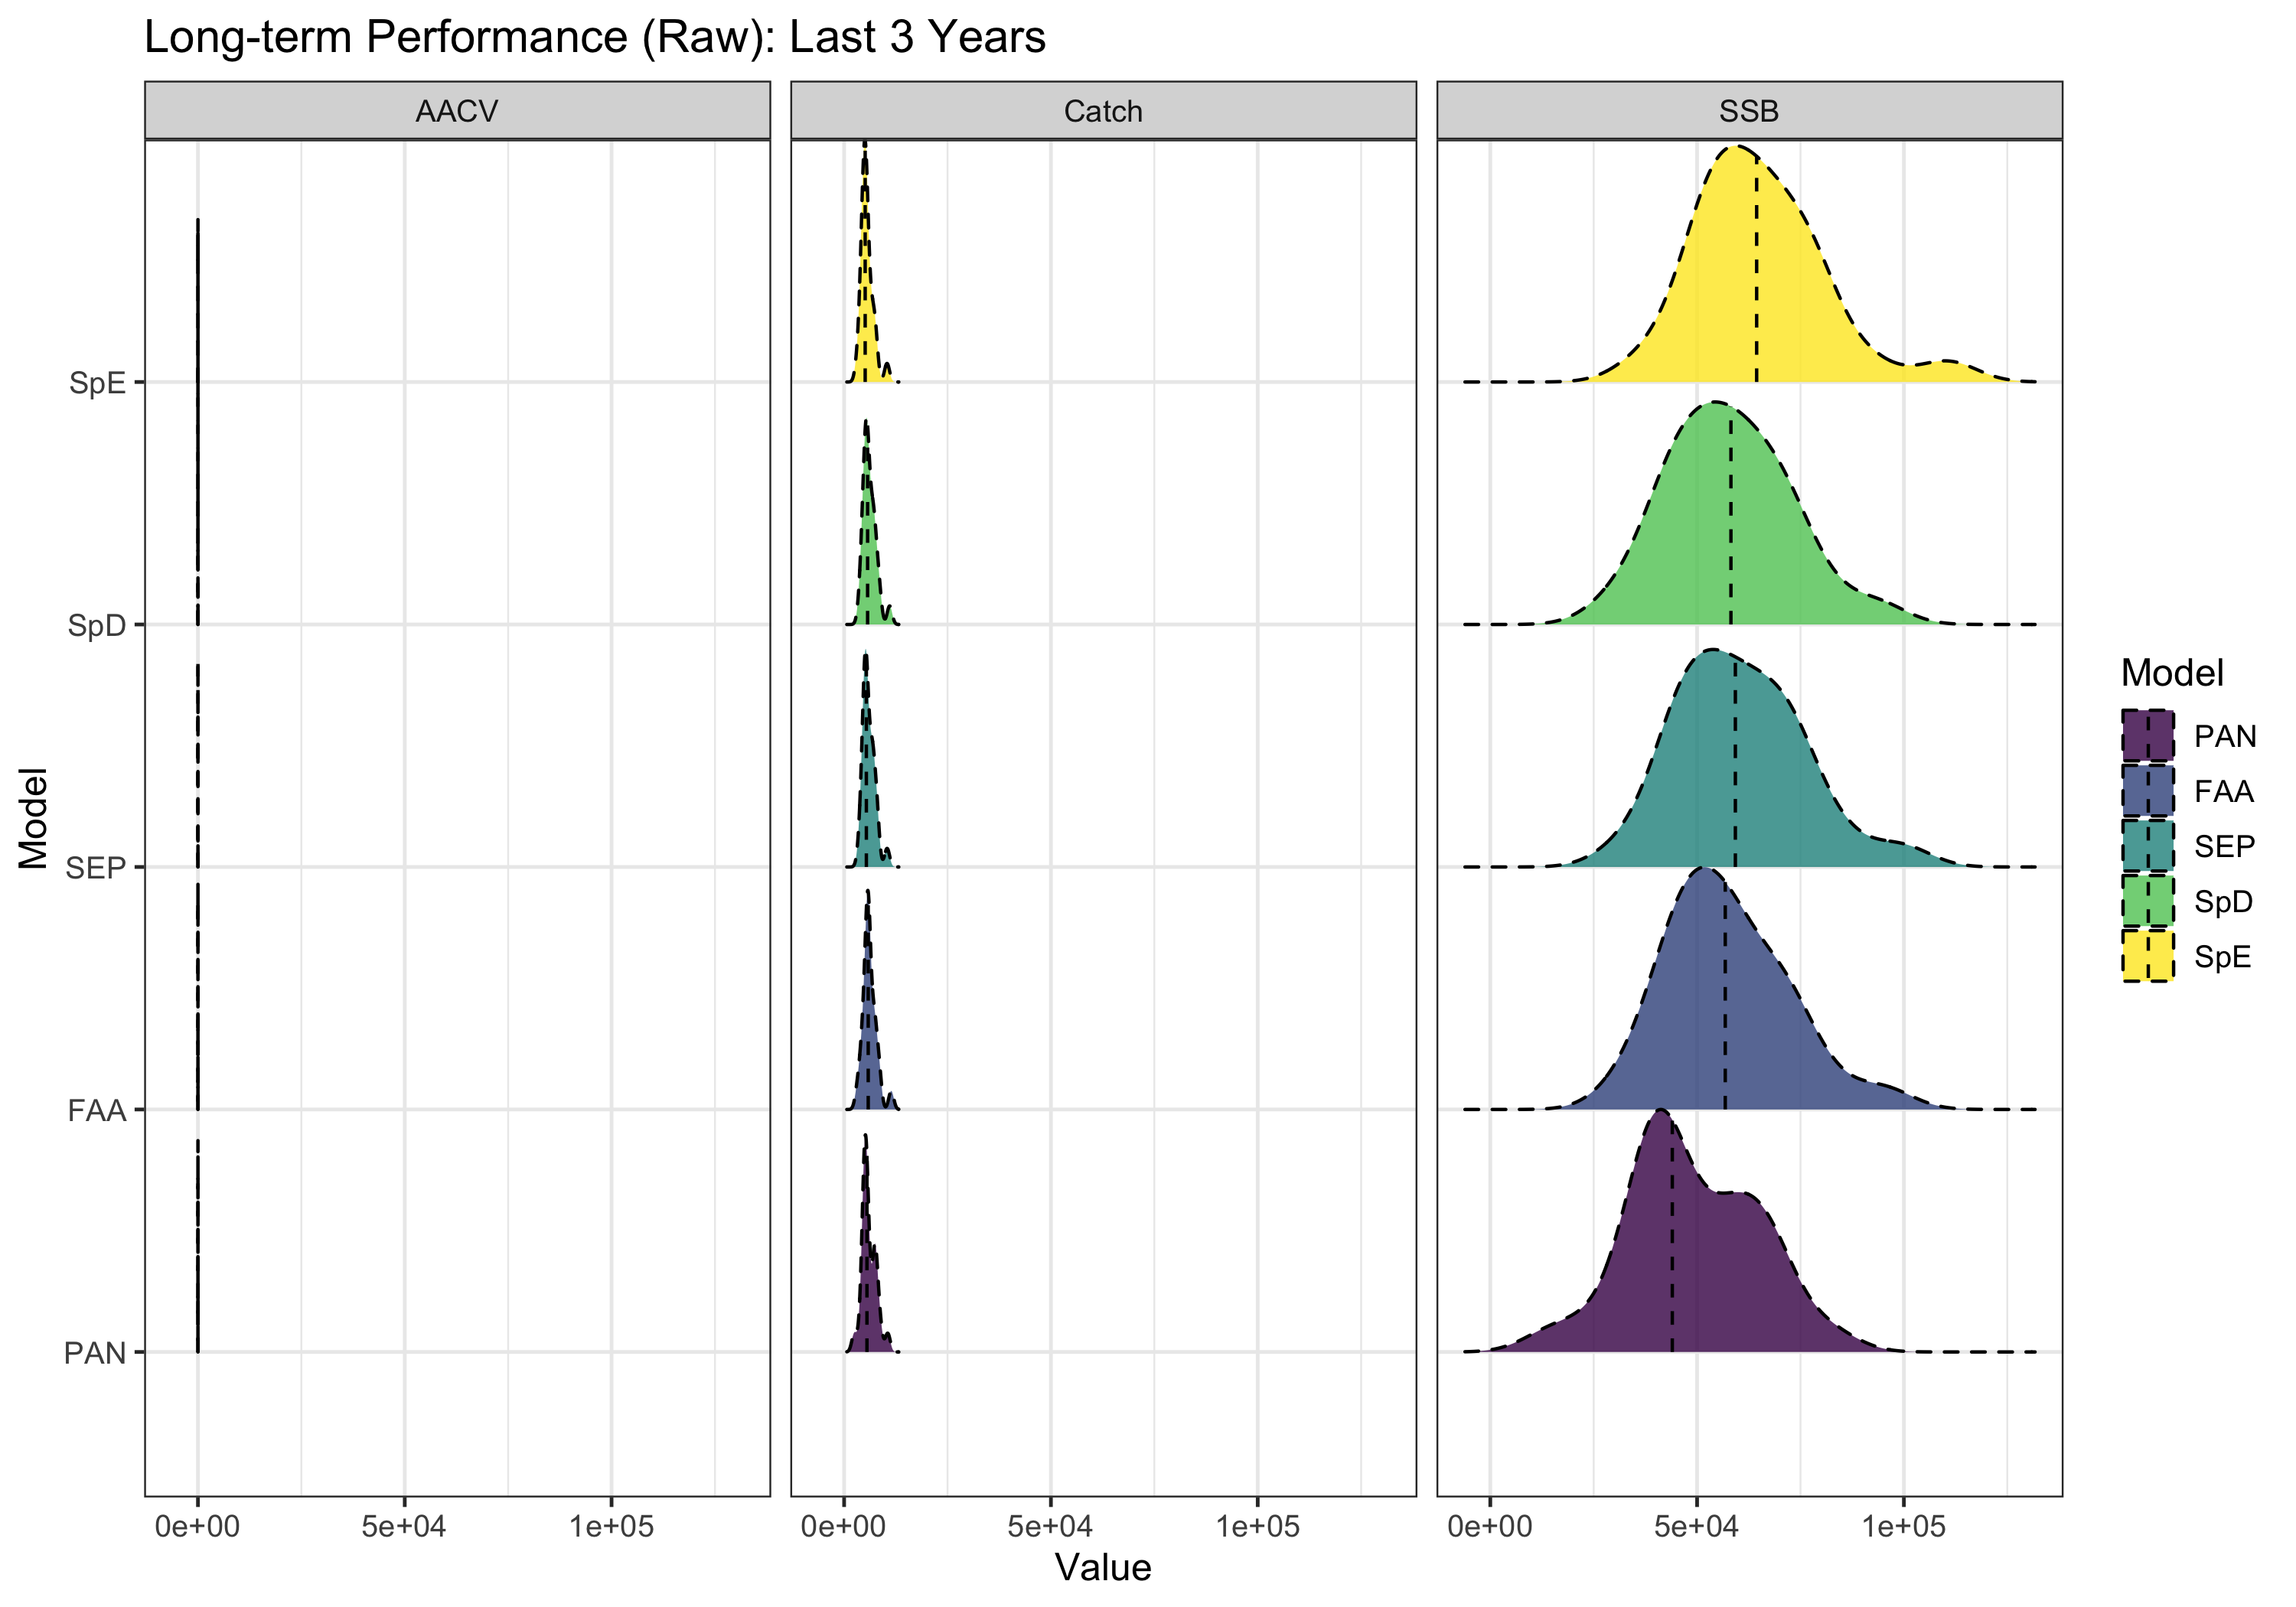 Long-term Performance (Raw): Last 3 Years
AACV
Catch
SSB
Model
SpE
SpD
SEP
FAA
PAN
0e+00 5e+04 1e+05
0e+00 5e+04 1e+05
0e+00 5e+04 1e+05
Value
Model
PAN
FAA
SEP
SpD
SpE